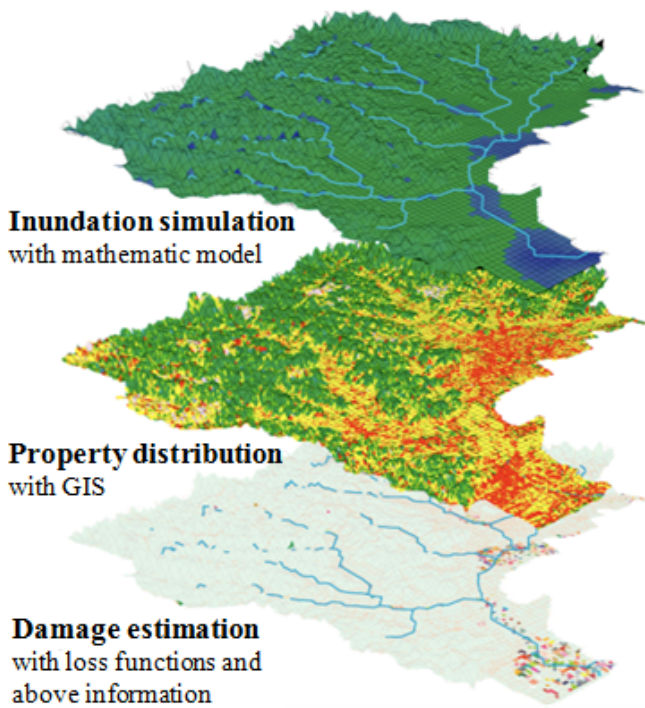 Inundation simulation
with mathematic model
Property distribution
with GIS
Damage estimation
with loss functions and
above information